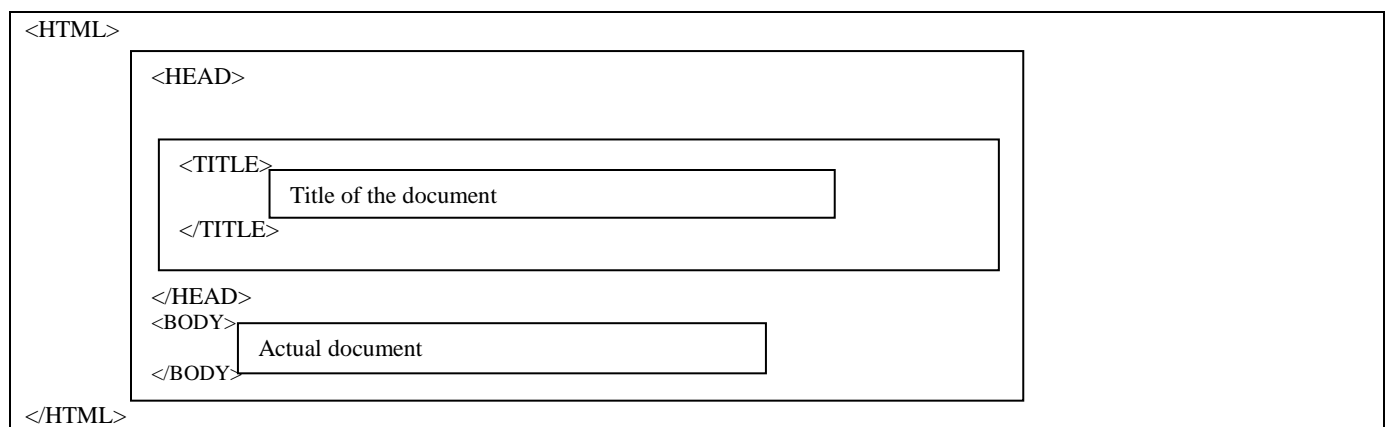 <HTML>
<HEAD>
<TITLE>
Title of the document
</TITLE>
</HEAD>
<BODY>
Actual document
</BODY>
</HTML>